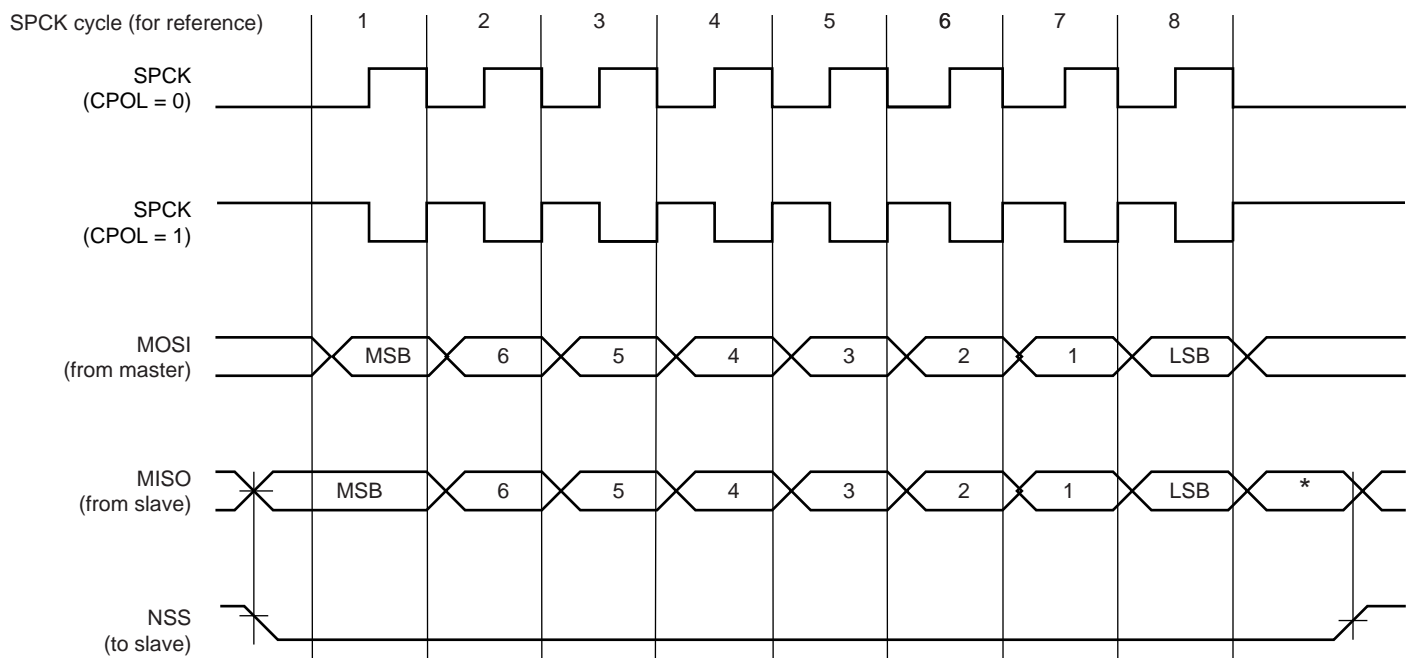 SPCK cycle (for reference) 1 2 3 4 5 6 7 8
SPCK
(CPOL = 0)
SPCK
(CPOL = 1)
MOSI
(from master)
MSB 6 5 4 3 2 1 LSB
MISO
(from slave)
MSB 6 5 4 3 2 1 LSB *
NSS
(to slave)